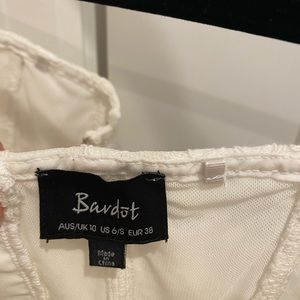 Bardot
AUS/UK 10 US 6/S EUR 38
Made in
China